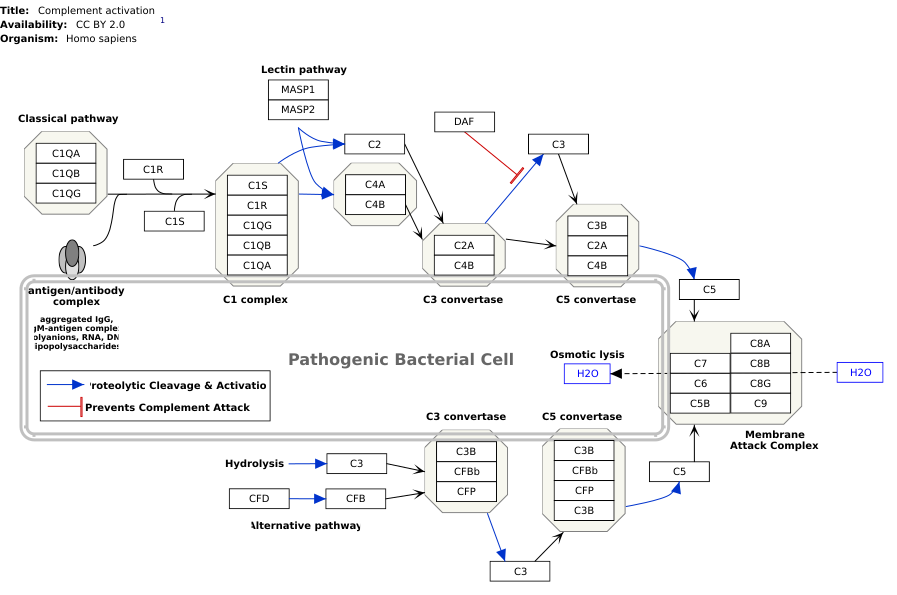 Title: Complement activation
Availability: CC BY 2.0 1
Organism: Homo sapiens
Lectin pathway
MASP1
MASP2
Classical pathway
C1QA
C1QB
C1QG
C1R
C1S
C2
DAF
C3
C1S
C1R
C1QG
C1QB
C1QA
C1 complex
C4A
C4B
C2A
C4B
C3 convertase
C3B
C2A
C4B
C5 convertase
C5
antigen/antibody
complex
aggregated IgG,
gM-antigen comple
olyanions, RNA, DN
ipopolysaccharide
Pathogenic Bacterial Cell
roteolytic Cleavage & Activatio
Prevents Complement Attack
Osmotic lysis
H2O
C7
C6
C5B
C8A
C8B
C8G
C9
H2O
Membrane
Attack Complex
C3 convertase
C3B
CFBb
CFP
C5 convertase
C3B
CFBb
CFP
C3B
C5
Hydrolysis
C3
CFD
CFB
lternative pathway
C3